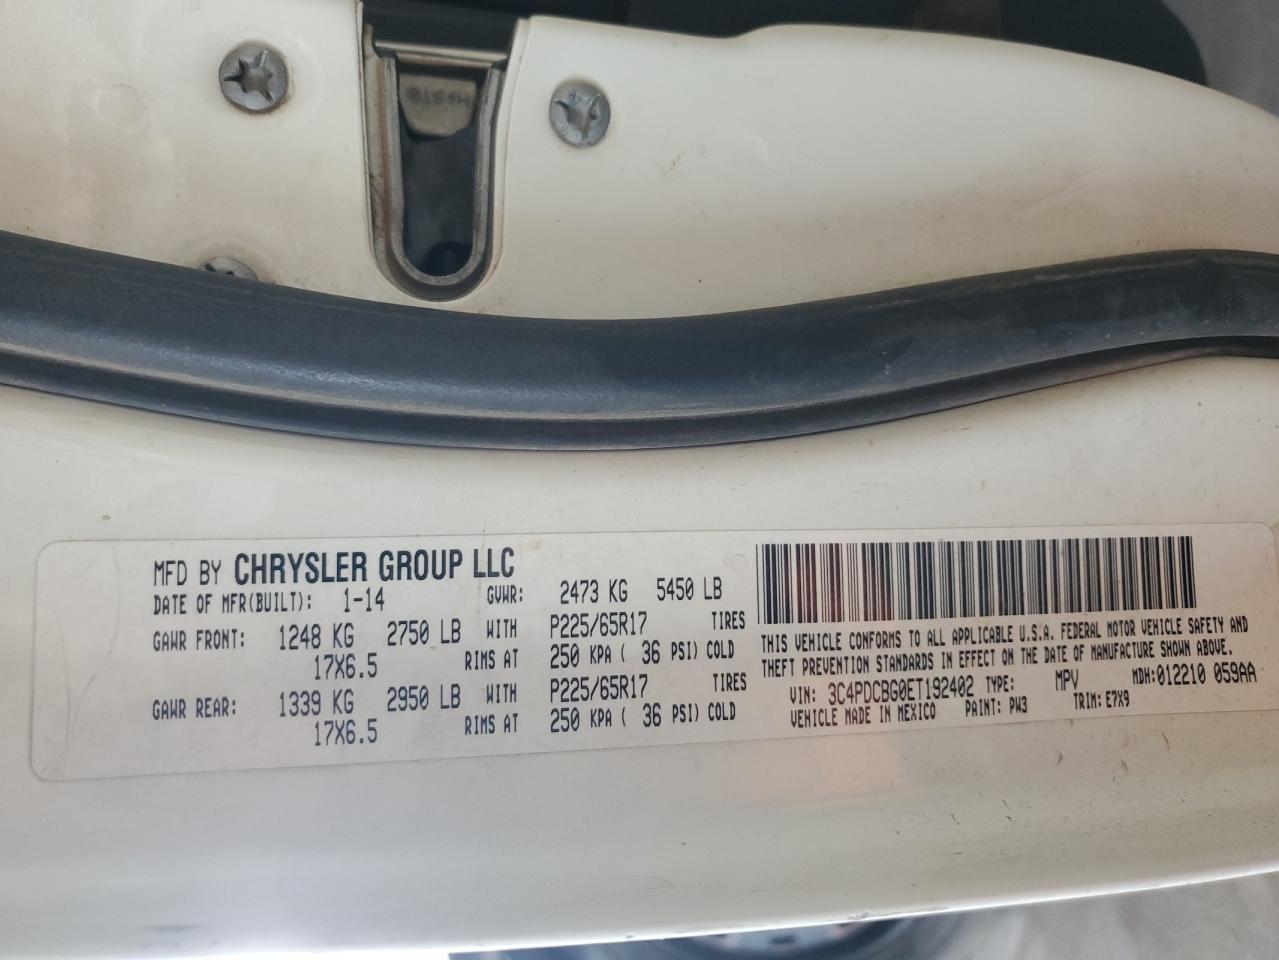 MFD BY CHRYSLER GROUP LLC
DATE OF MFR(BUILT): 1-14 GVWR: 2473 KG 5450 LB
GAWR FRONT: 1248 KG 2750 LB WITH P225/65R17 TIRES
17X6.5 RIMS AT 250 KPA ( 36 PSI) COLD
GAWR REAR: 1339 KG 2950 LB WITH P225/65R17 TIRES
17X6.5 RIMS AT 250 KPA ( 36 PSI) COLD
THIS VEHICLE CONFORMS TO ALL APPLICABLE U.S.A. FEDERAL MOTOR VEHICLE SAFETY AND
THEFT PREVENTION STANDARDS IN EFFECT ON THE DATE OF MANUFACTURE SHOWN ABOVE.
VIN: 3C4PDCBG0ET192402 TYPE: MPV MDH:012210 059AA
VEHICLE MADE IN MEXICO PAINT: PW3 TRIM: E7X9